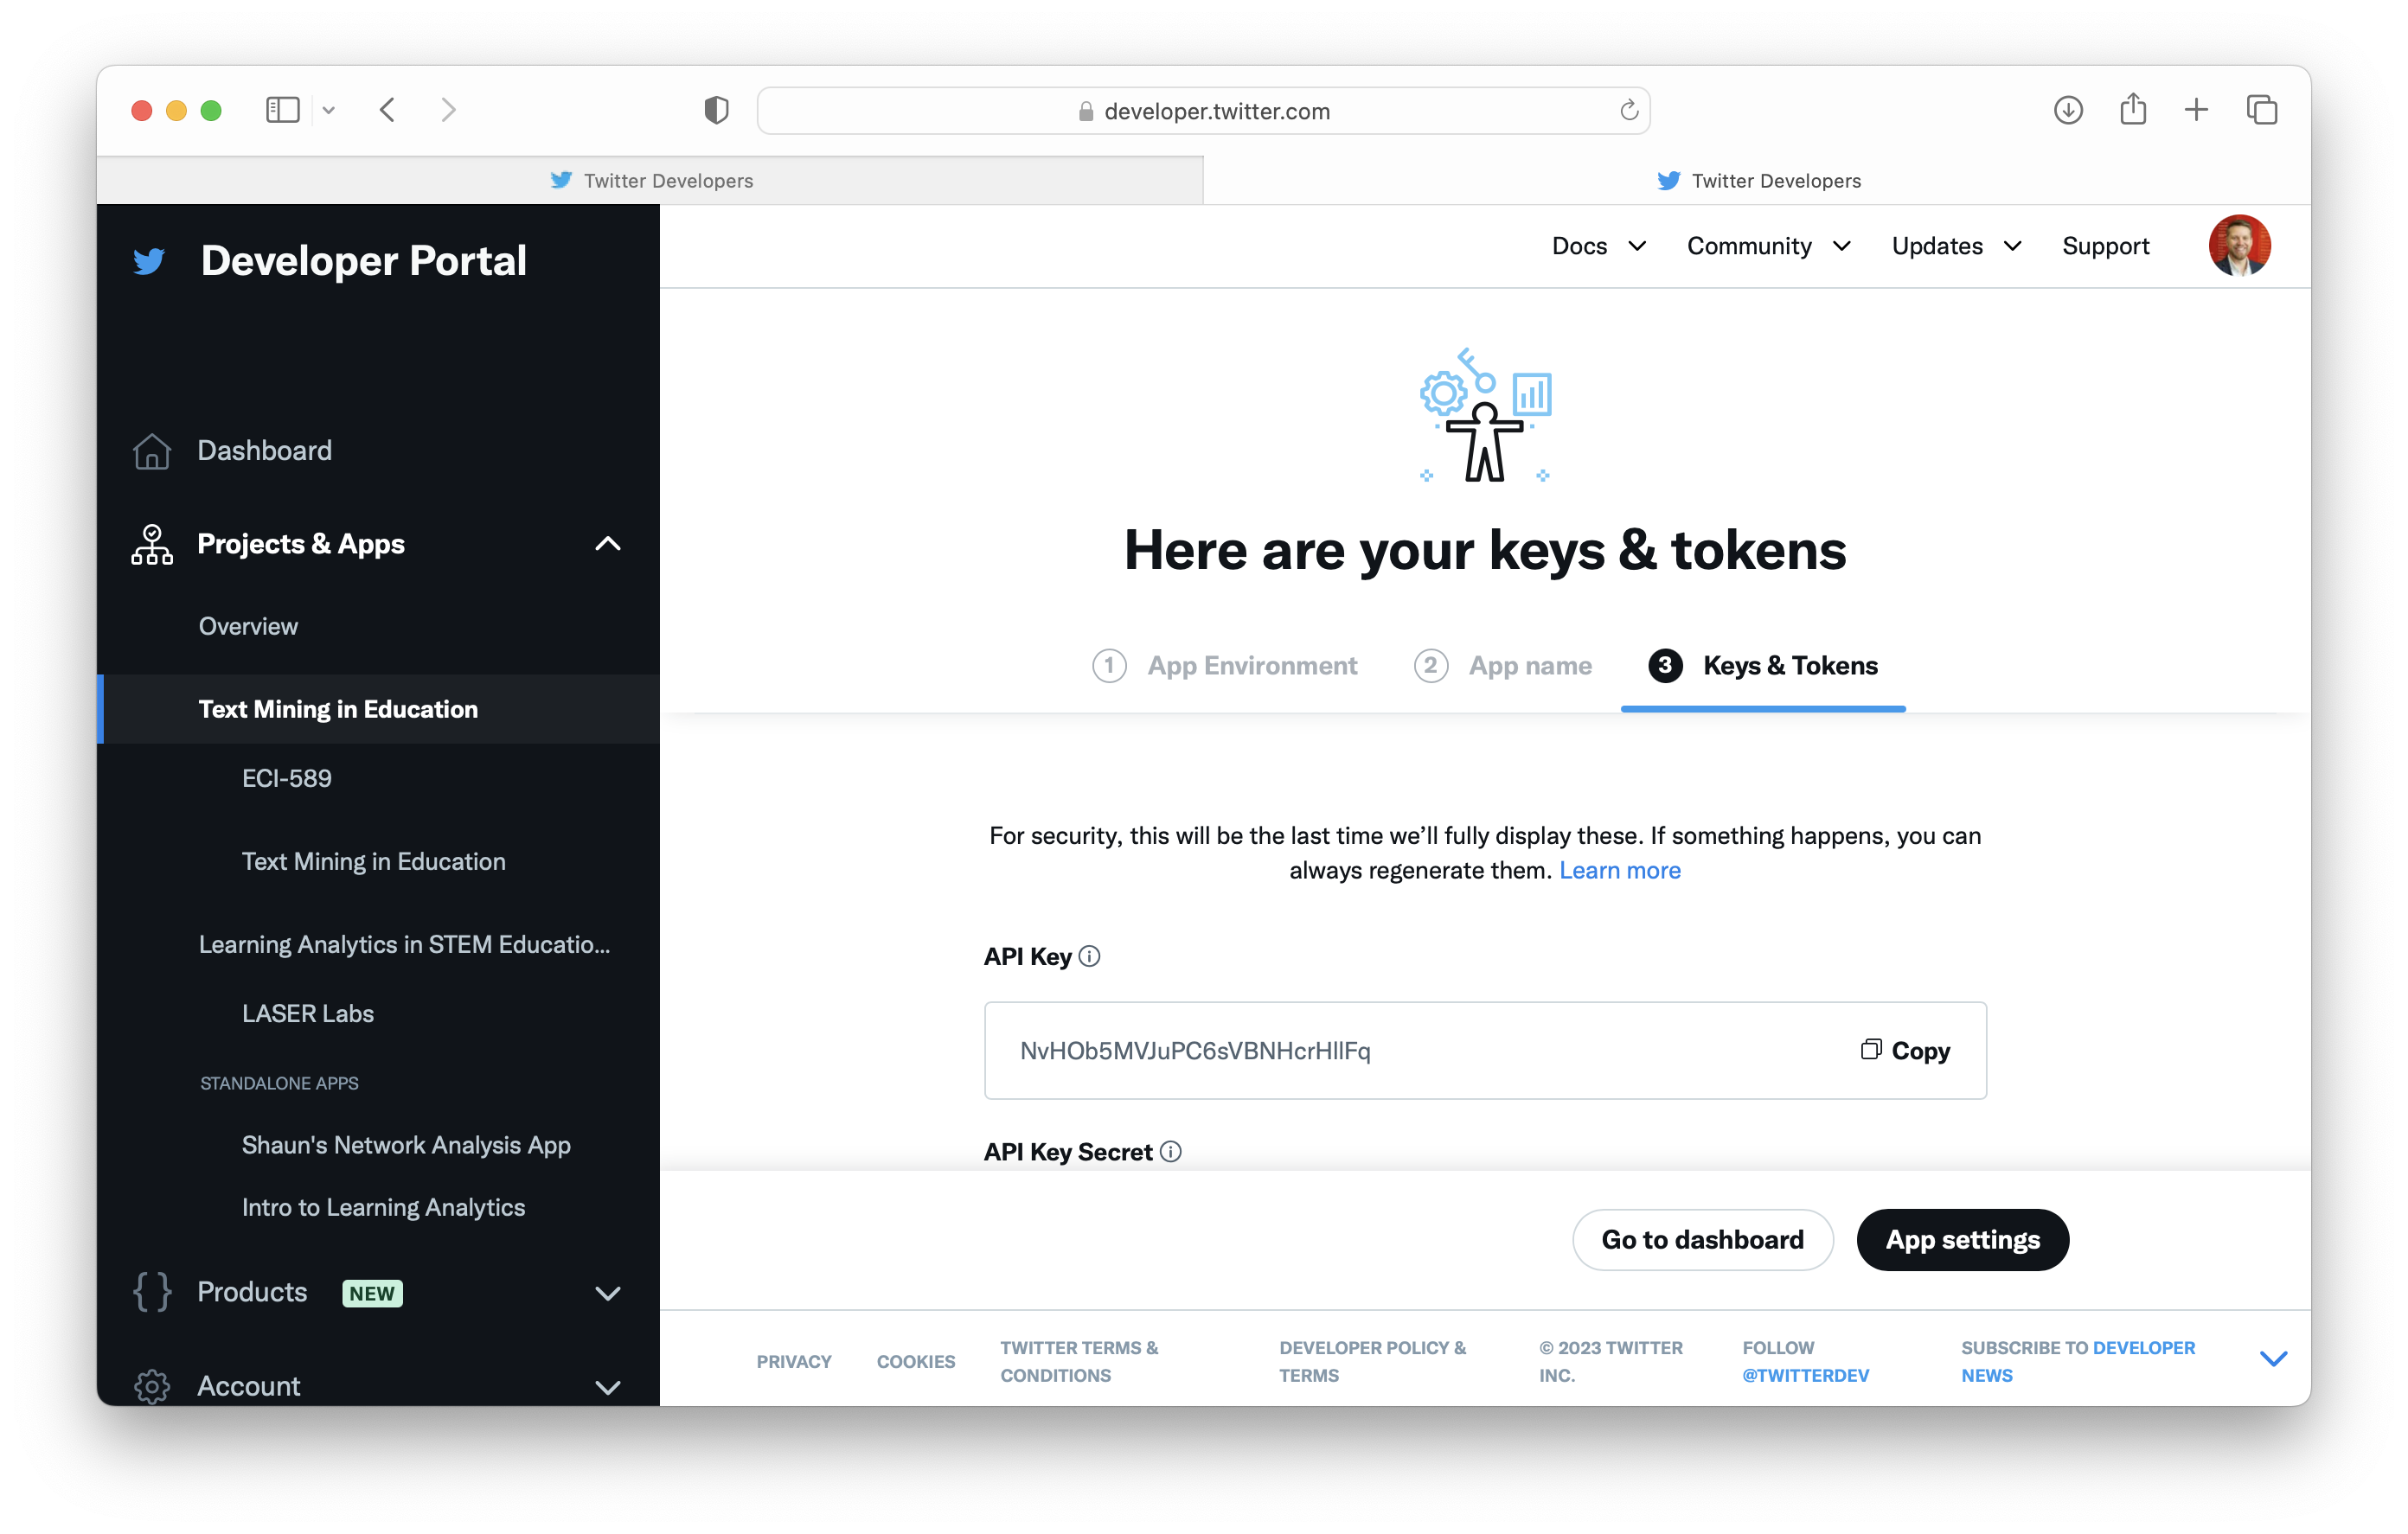 developer.twitter.com
Twitter Developers
Twitter Developers
Developer Portal
Dashboard
Projects & Apps
Overview
Text Mining in Education
ECI-589
Text Mining in Education
Learning Analytics in STEM Educatio...
LASER Labs
STANDALONE APPS
Shaun's Network Analysis App
Intro to Learning Analytics
Products NEW
Account
Docs Community Updates Support
Here are your keys & tokens
1 App Environment 2 App name 3 Keys & Tokens
For security, this will be the last time we’ll fully display these. If something happens, you can
always regenerate them. Learn more
API Key
NvHOb5MVJuPC6sVBNHcrHllFq
Copy
API Key Secret
Go to dashboard App settings
PRIVACY
COOKIES
TWITTER TERMS &
CONDITIONS
DEVELOPER POLICY &
TERMS
© 2023 TWITTER
INC.
FOLLOW
@TWITTERDEV
SUBSCRIBE TO DEVELOPER
NEWS